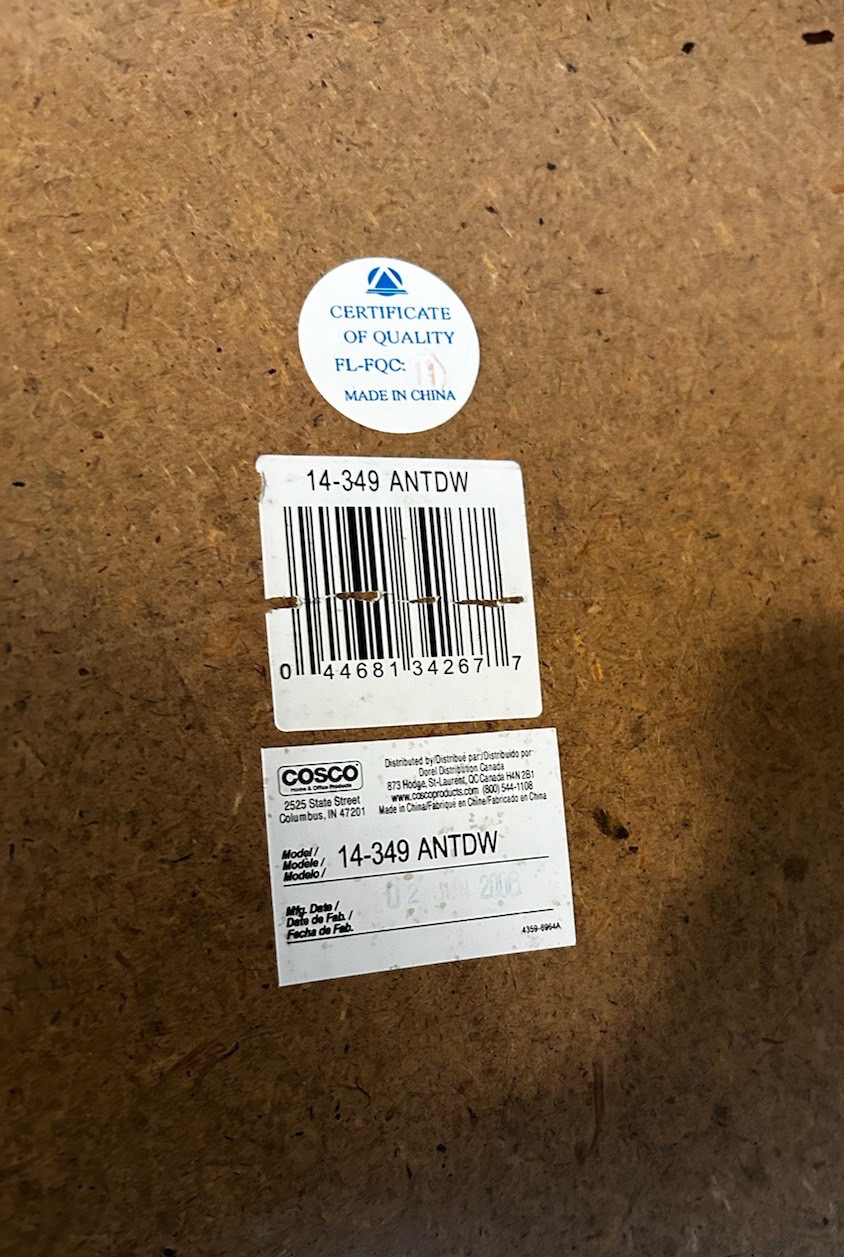 CERTIFICATE
OF QUALITY
FL-FQC: 11
MADE IN CHINA
14-349 ANTDW
0 44681 34267 7
COSCO
Home & Office Products
2525 State Street
Columbus, IN 47201
Distributed by/Distribué par/Distribuido por
Dorel Distribution Canada
873 Hodge, St-Laurent, QC Canada H4N 2B1
www.coscoproducts.com (800) 544-1108
Made in China/Fabriqué en Chine/Fabricado en China
Model /
Modèle /
Modelo /
14-349 ANTDW
Mfg. Date /
Date de Fab. /
Fecha de Fab.
02 2006
4359-6964A